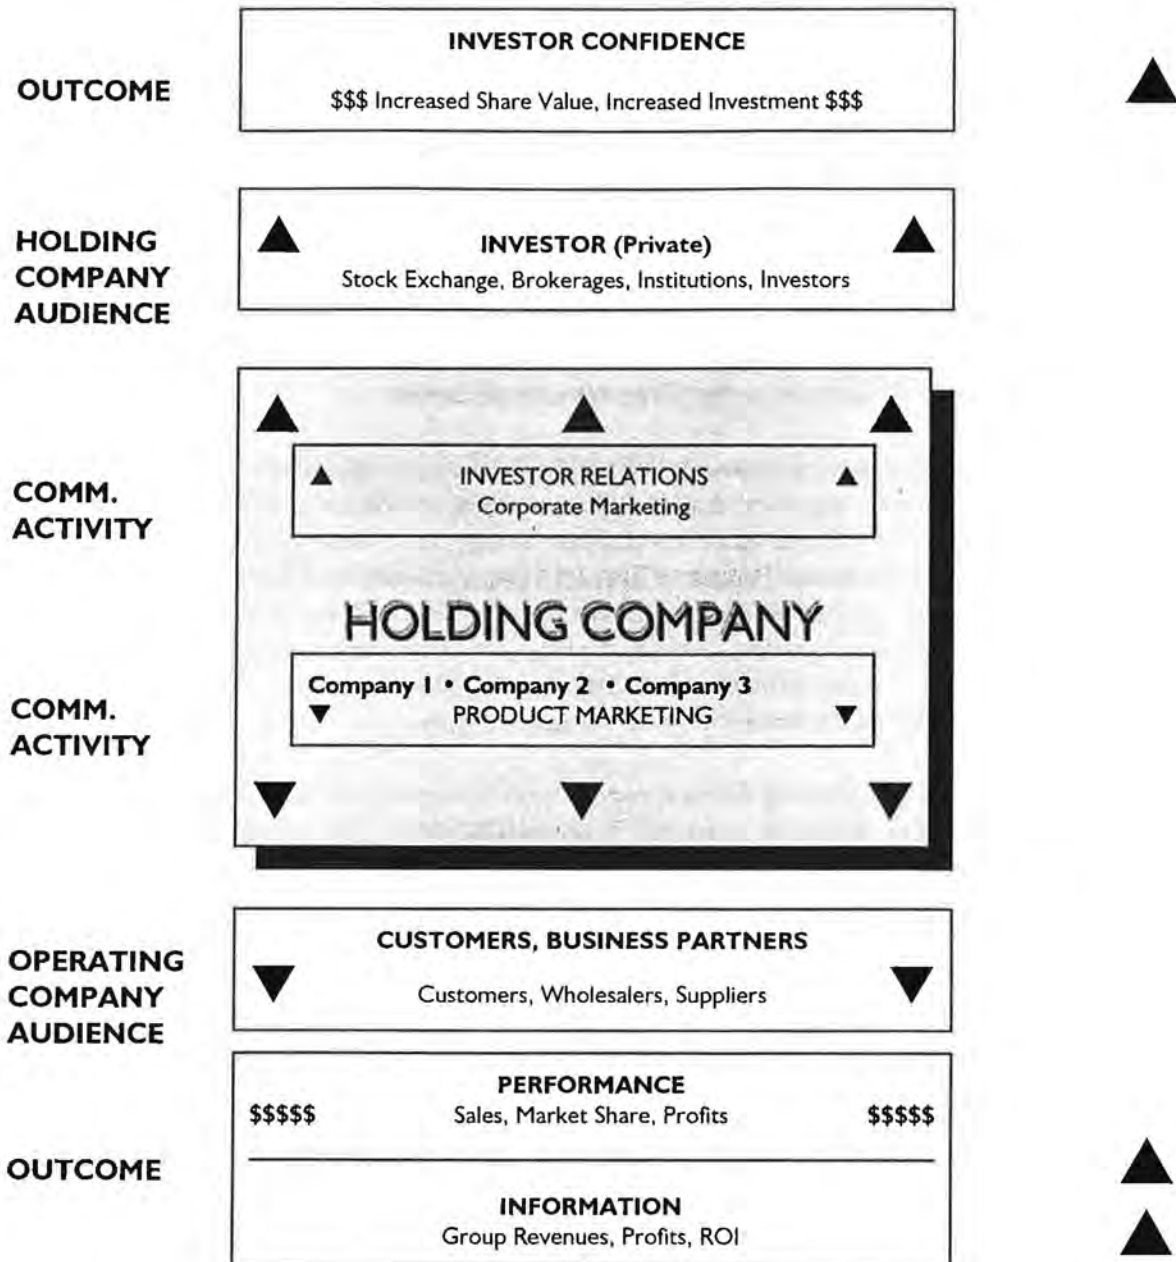 INVESTOR CONFIDENCE
OUTCOME
$$$ Increased Share Value, Increased Investment $$$
HOLDING
COMPANY
AUDIENCE
INVESTOR (Private)
Stock Exchange, Brokerages, Institutions, Investors
COMM.
ACTIVITY
INVESTOR RELATIONS
Corporate Marketing
HOLDING COMPANY
COMM.
ACTIVITY
Company 1 • Company 2 • Company 3
PRODUCT MARKETING
OPERATING
COMPANY
AUDIENCE
CUSTOMERS, BUSINESS PARTNERS
Customers, Wholesalers, Suppliers
OUTCOME
PERFORMANCE
$$$$$ Sales, Market Share, Profits $$$$$
INFORMATION
Group Revenues, Profits, ROI